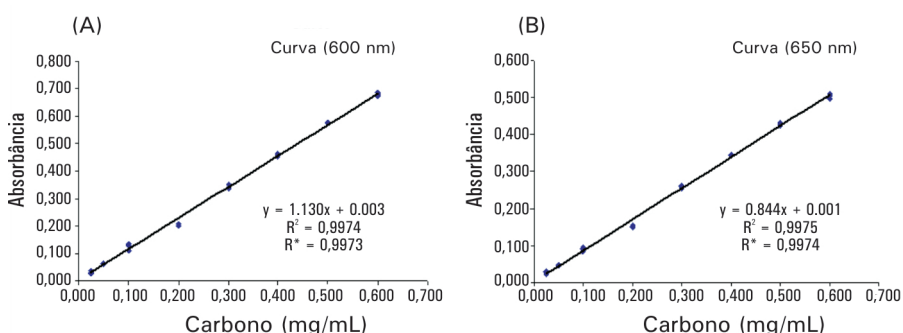 (A)
Curva (600 nm)
Absorbância
0,800
0,700
0,600
0,500
0,400
0,300
0,200
0,100
0,000
y = 1.130x + 0.003
R² = 0,9974
R* = 0,9973
0,000 0,100 0,200 0,300 0,400 0,500 0,600 0,700
Carbono (mg/mL)
(B)
Curva (650 nm)
Absorbância
0,600
0,500
0,400
0,300
0,200
0,100
0,000
y = 0.844x + 0.001
R² = 0,9975
R* = 0,9974
0,000 0,100 0,200 0,300 0,400 0,500 0,600 0,700
Carbono (mg/mL)